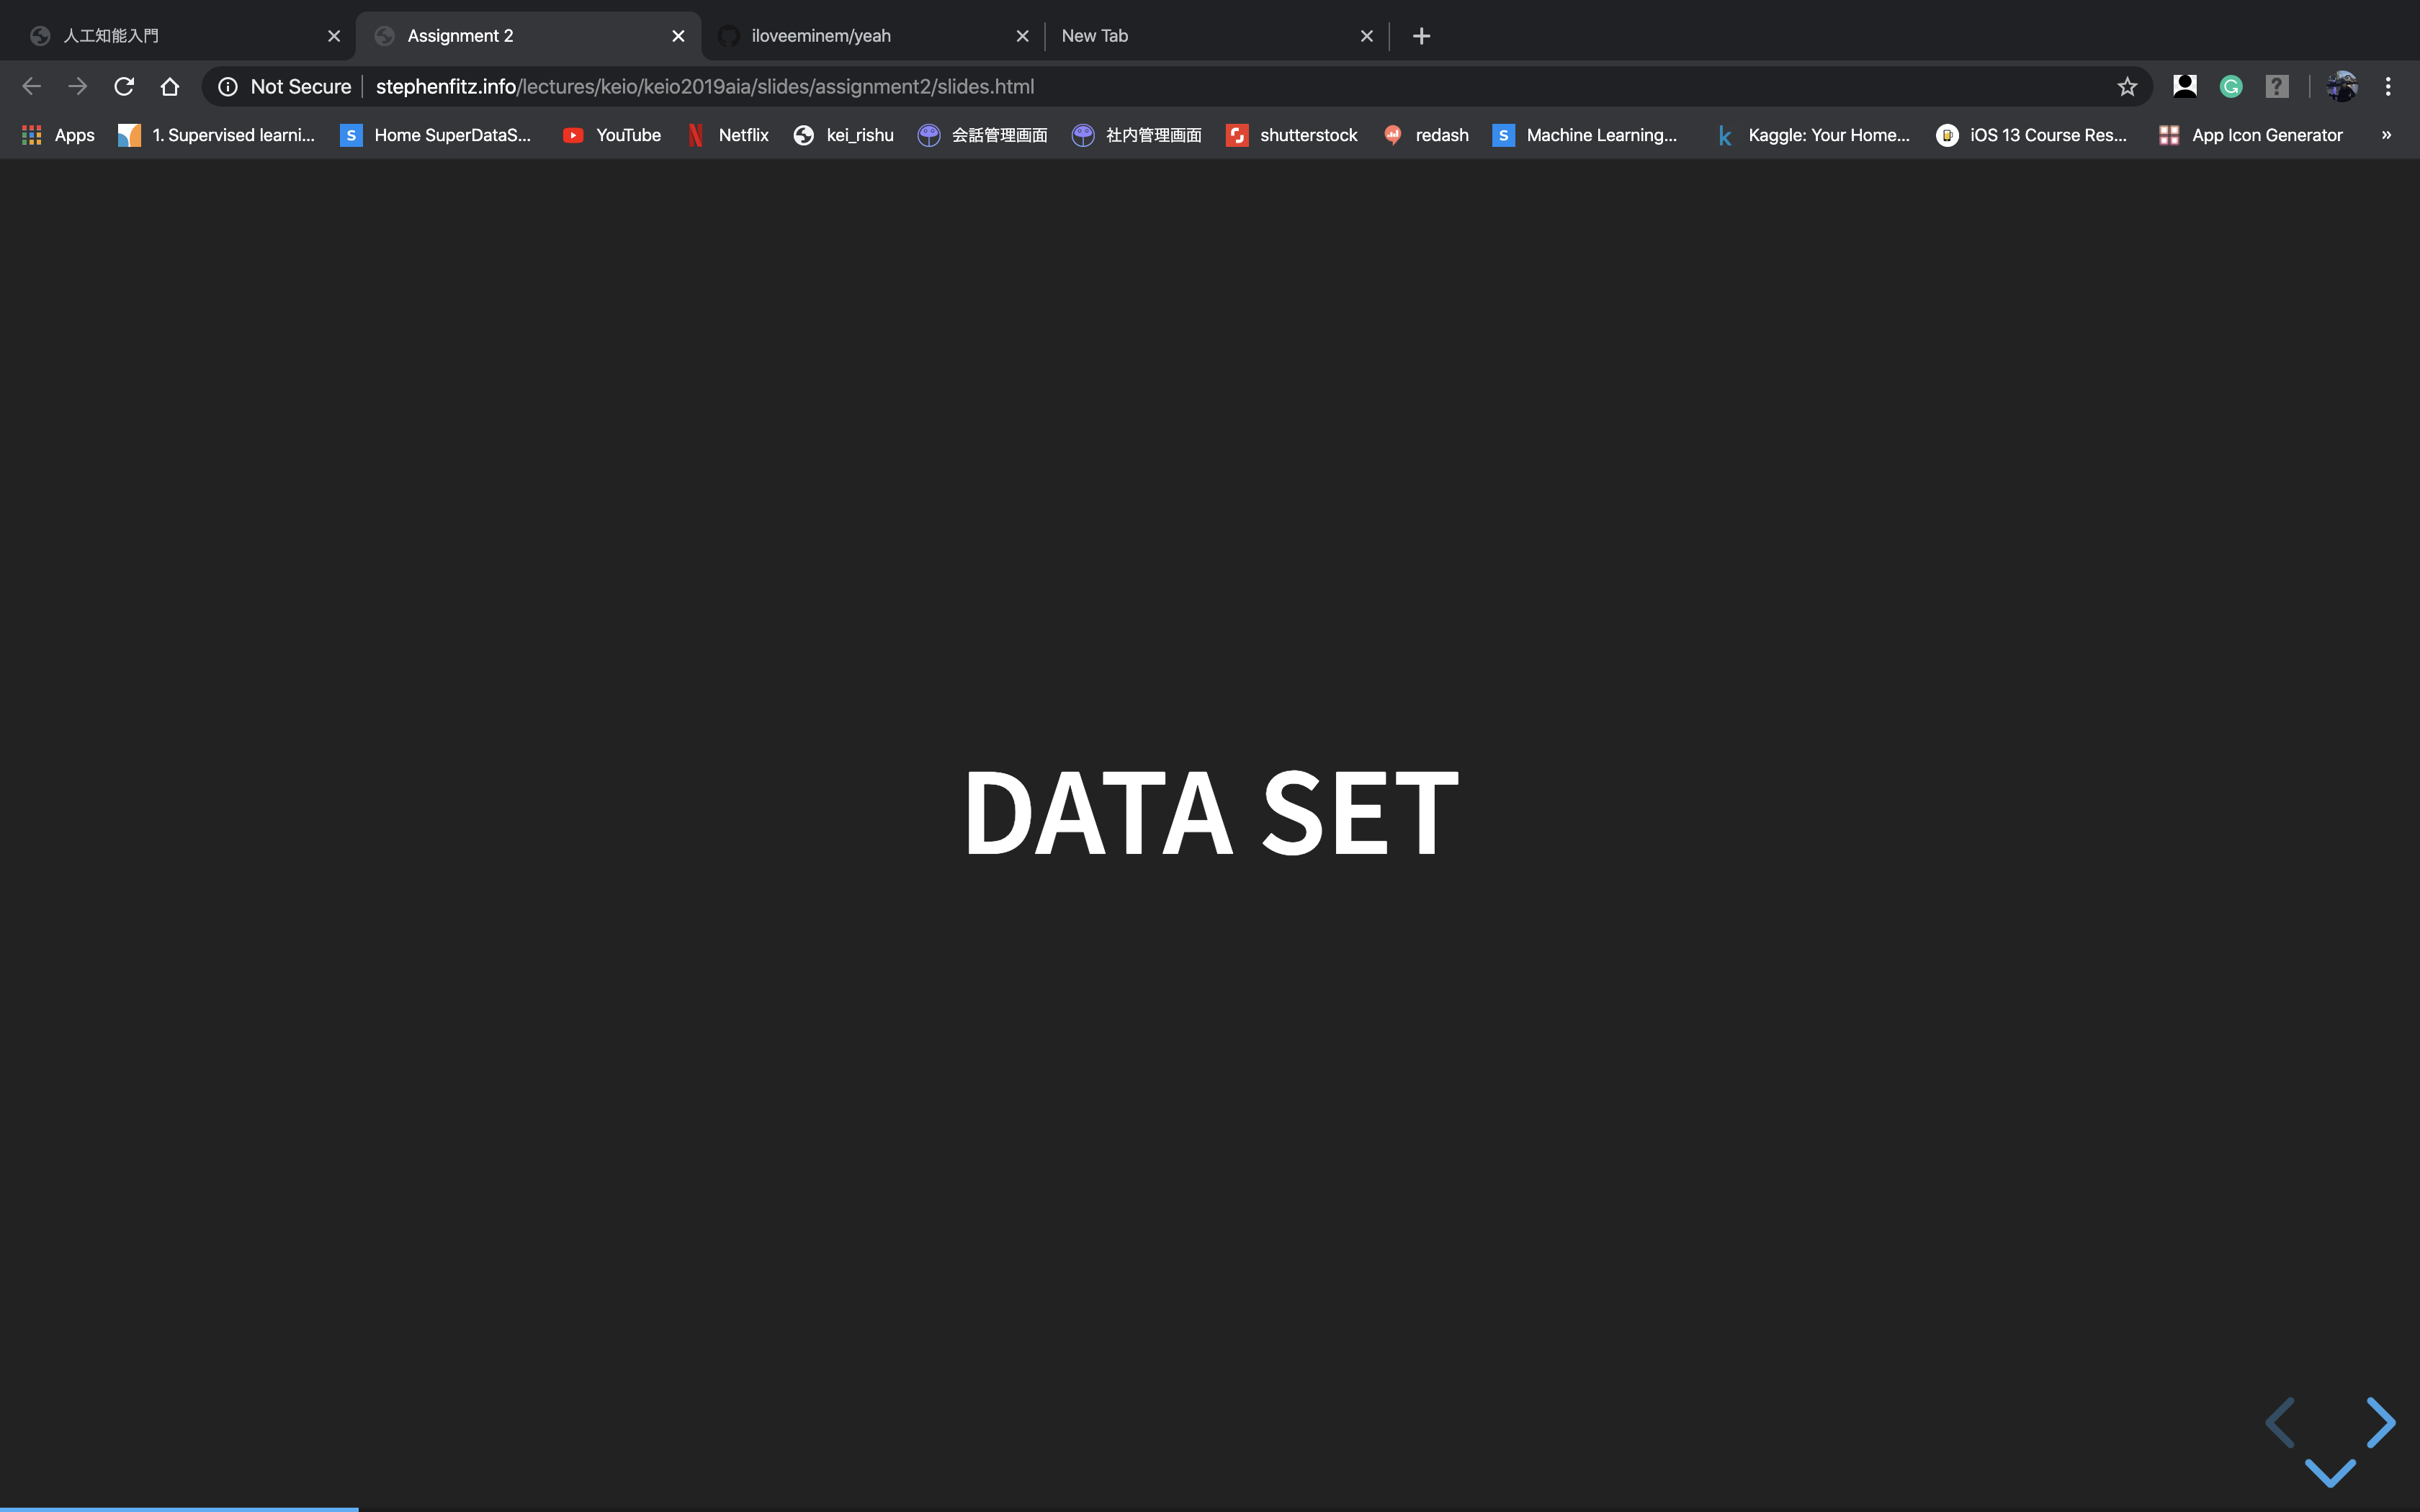 人工知能入門
Assignment 2
iloveeminem/yeah
New Tab
Not Secure
stephenfitz.info/lectures/keio/keio2019aia/slides/assignment2/slides.html
Apps
1. Supervised learni...
S
Home SuperDataS...
YouTube
Netflix
kei_rishu
会話管理画面
社内管理画面
shutterstock
redash
S
Machine Learning...
k
Kaggle: Your Home...
iOS 13 Course Res...
App Icon Generator
»
DATA SET